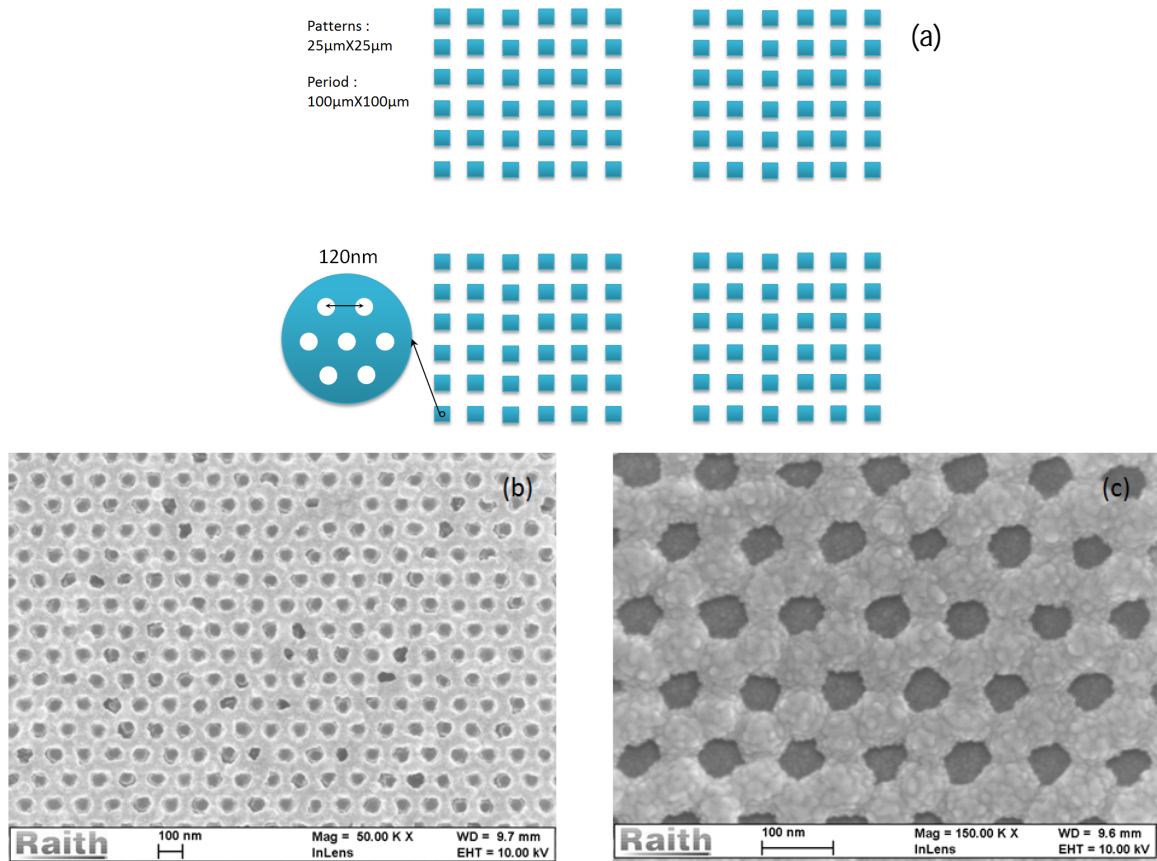 Patterns :
25µmX25µm
(a)
Period :
100µmX100µm
120nm
(b)
(c)
Raith
100 nm
Mag = 50.00 K X
WD = 9.7 mm
InLens
EHT = 10.00 kV
Raith
100 nm
Mag = 150.00 K X
WD = 9.6 mm
InLens
EHT = 10.00 kV